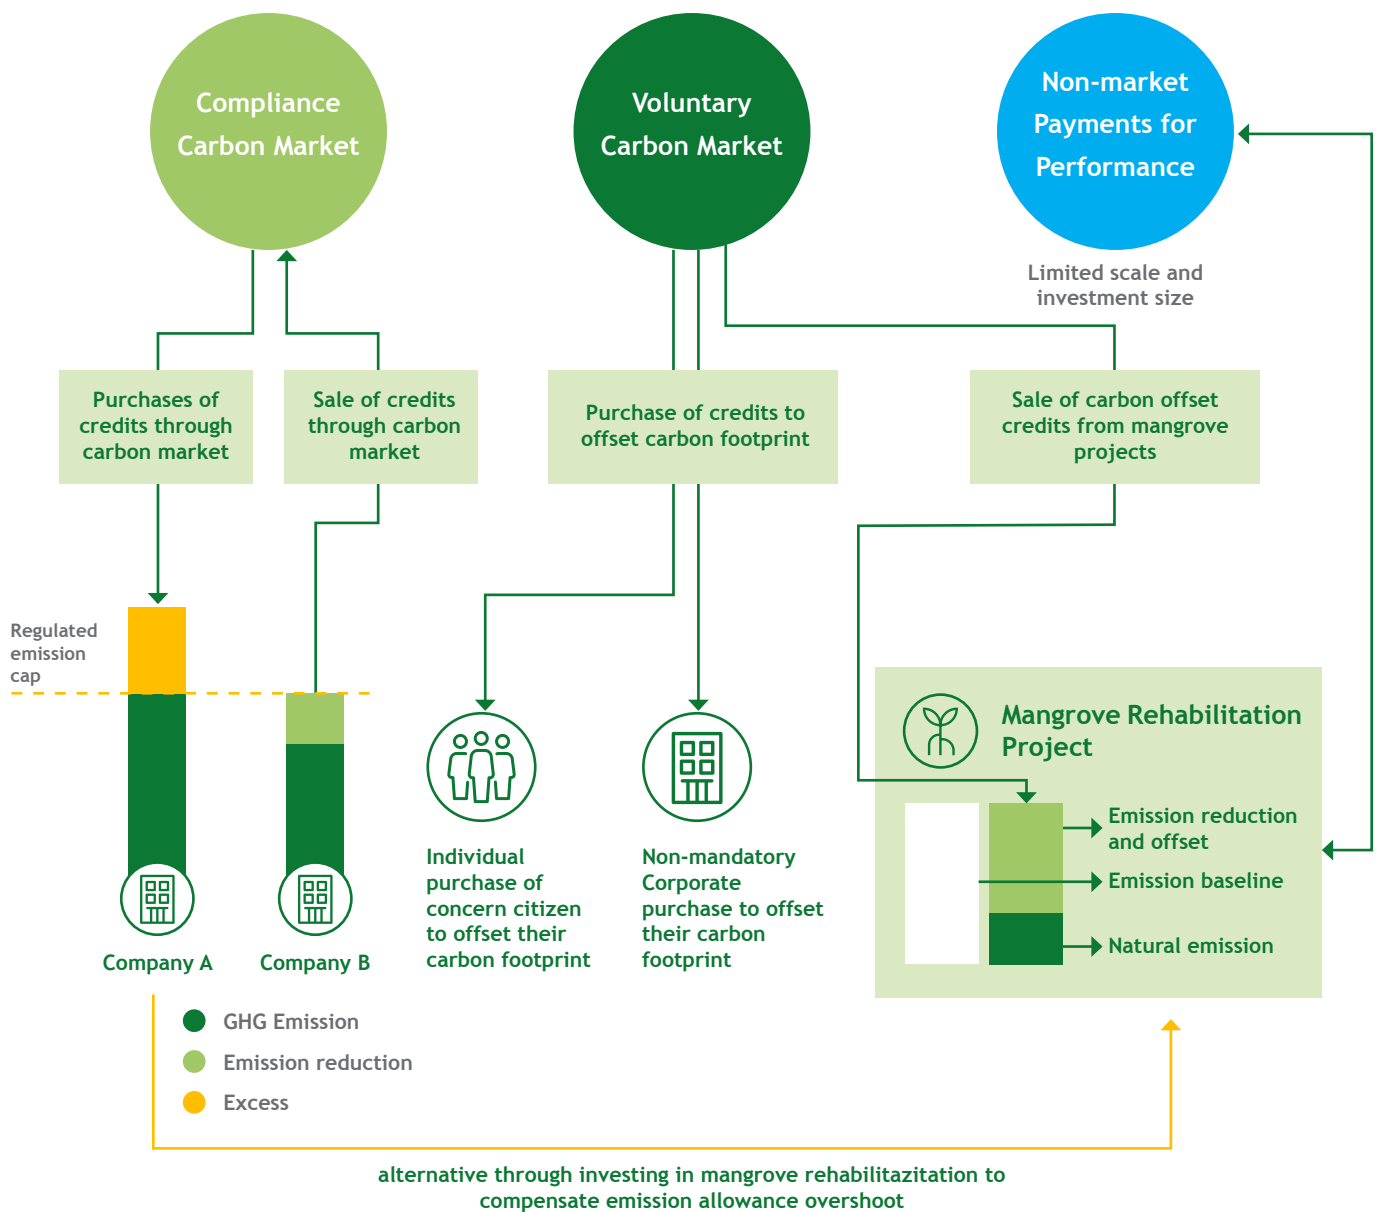 Compliance
Carbon Market
Voluntary
Carbon Market
Non-market
Payments for
Performance
Limited scale and
investment size
Purchases of
credits through
carbon market
Sale of credits
through carbon
market
Purchase of credits to
offset carbon footprint
Sale of carbon offset
credits from mangrove
projects
Regulated
emission
cap
Company A
Company B
Individual
purchase of
concern citizen
to offset their
carbon footprint
Non-mandatory
Corporate
purchase to offset
their carbon
footprint
Mangrove Rehabilitation
Project
Emission reduction
and offset
Emission baseline
Natural emission
GHG Emission
Emission reduction
Excess
alternative through investing in mangrove rehabilitazitation to
compensate emission allowance overshoot